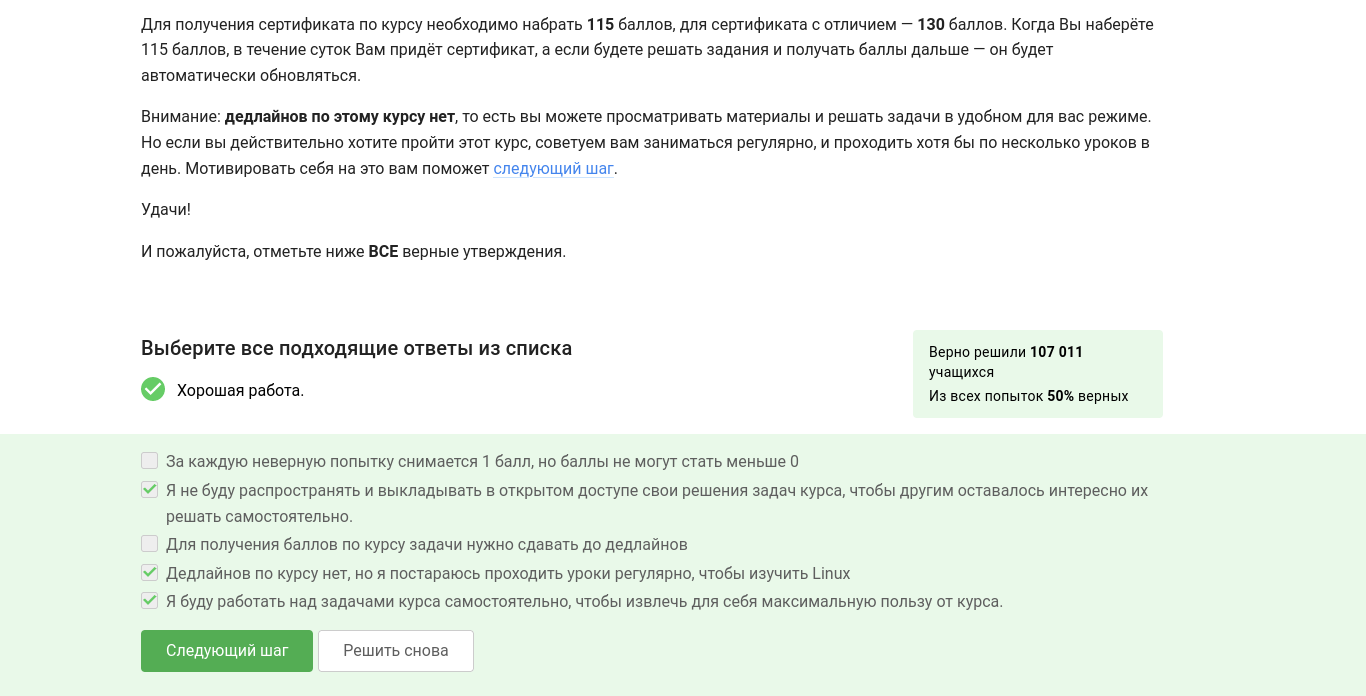 Для получения сертификата по курсу необходимо набрать 115 баллов, для сертификата с отличием — 130 баллов. Когда Вы наберёте
115 баллов, в течение суток Вам придёт сертификат, а если будете решать задания и получать баллы дальше — он будет
автоматически обновляться.
Внимание: дедлайнов по этому курсу нет, то есть вы можете просматривать материалы и решать задачи в удобном для вас режиме.
Но если вы действительно хотите пройти этот курс, советуем вам заниматься регулярно, и проходить хотя бы по несколько уроков в
день. Мотивировать себя на это вам поможет следующий шаг.
Удачи!
И пожалуйста, отметьте ниже ВСЕ верные утверждения.
Выберите все подходящие ответы из списка
Хорошая работа.
Верно решили 107 011
учащихся
Из всех попыток 50% верных
За каждую неверную попытку снимается 1 балл, но баллы не могут стать меньше 0
Я не буду распространять и выкладывать в открытом доступе свои решения задач курса, чтобы другим оставалось интересно их
решать самостоятельно.
Для получения баллов по курсу задачи нужно сдавать до дедлайнов
Дедлайнов по курсу нет, но я постараюсь проходить уроки регулярно, чтобы изучить Linux
Я буду работать над задачами курса самостоятельно, чтобы извлечь для себя максимальную пользу от курса.
Следующий шаг
Решить снова